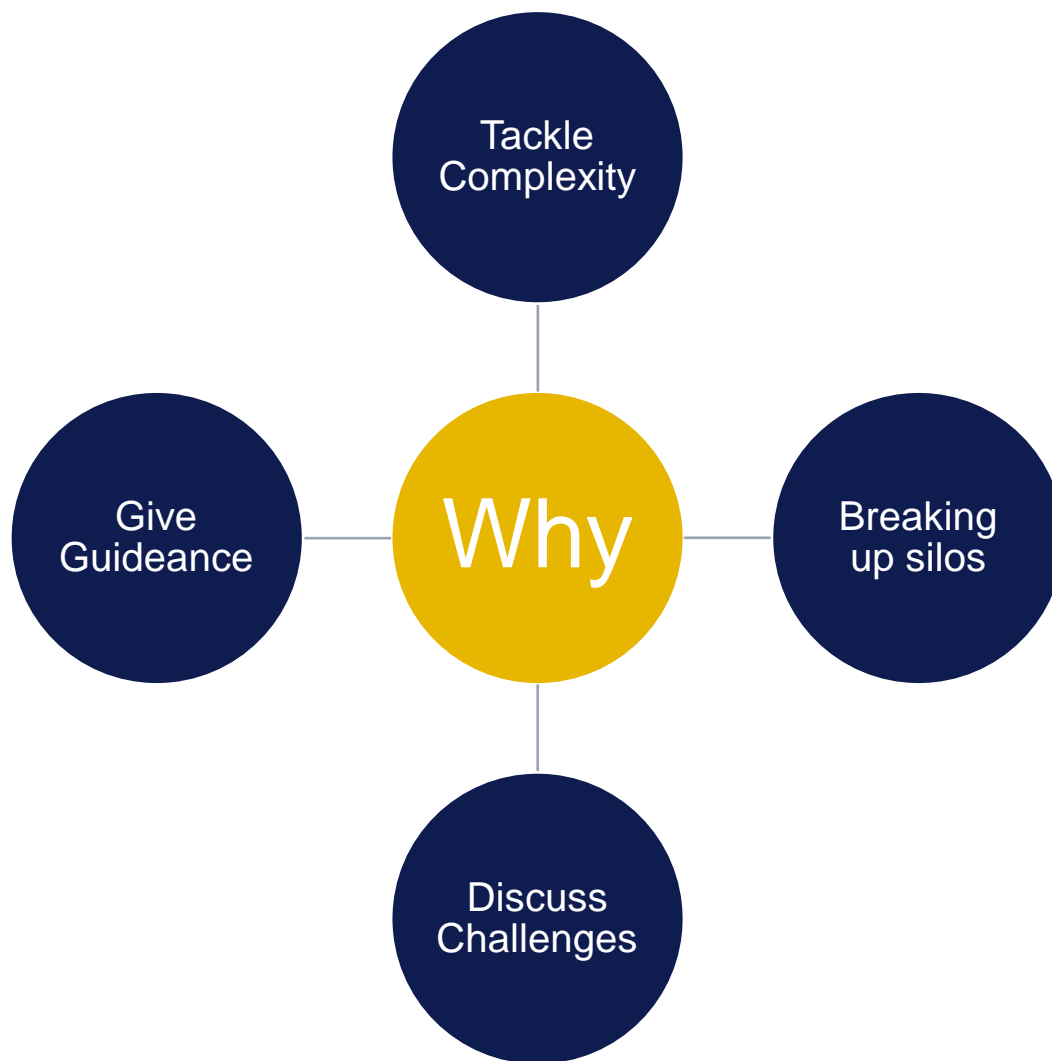 Tackle
Complexity
Give
Guideance
Why
Breaking
up silos
Discuss
Challenges